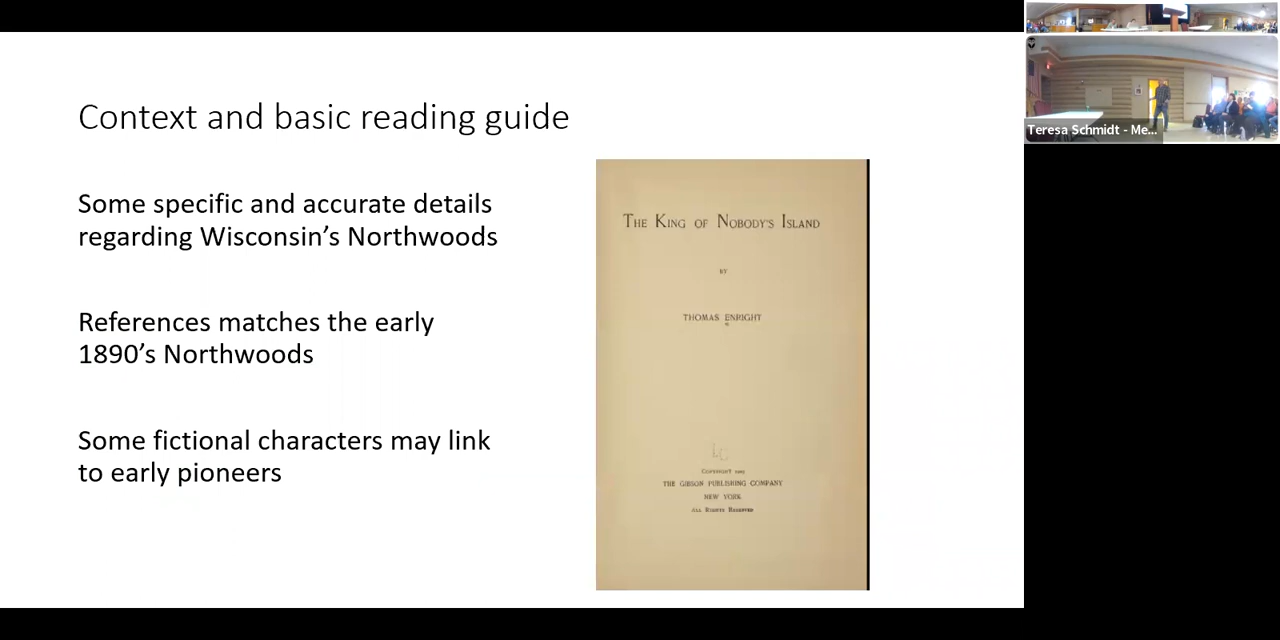 Context and basic reading guide
Some specific and accurate details
regarding Wisconsin's Northwoods
References matches the early
1890's Northwoods
Some fictional characters may link
to early pioneers
THE KING OF NOBODY'S ISLAND
BY
THOMAS ENRIGHT
COPYRIGHT
THE GIBSON PUBLISHING COMPANY
NEW YORK
ALL RIGHTS RESERVED
Teresa Schmidt - Me...